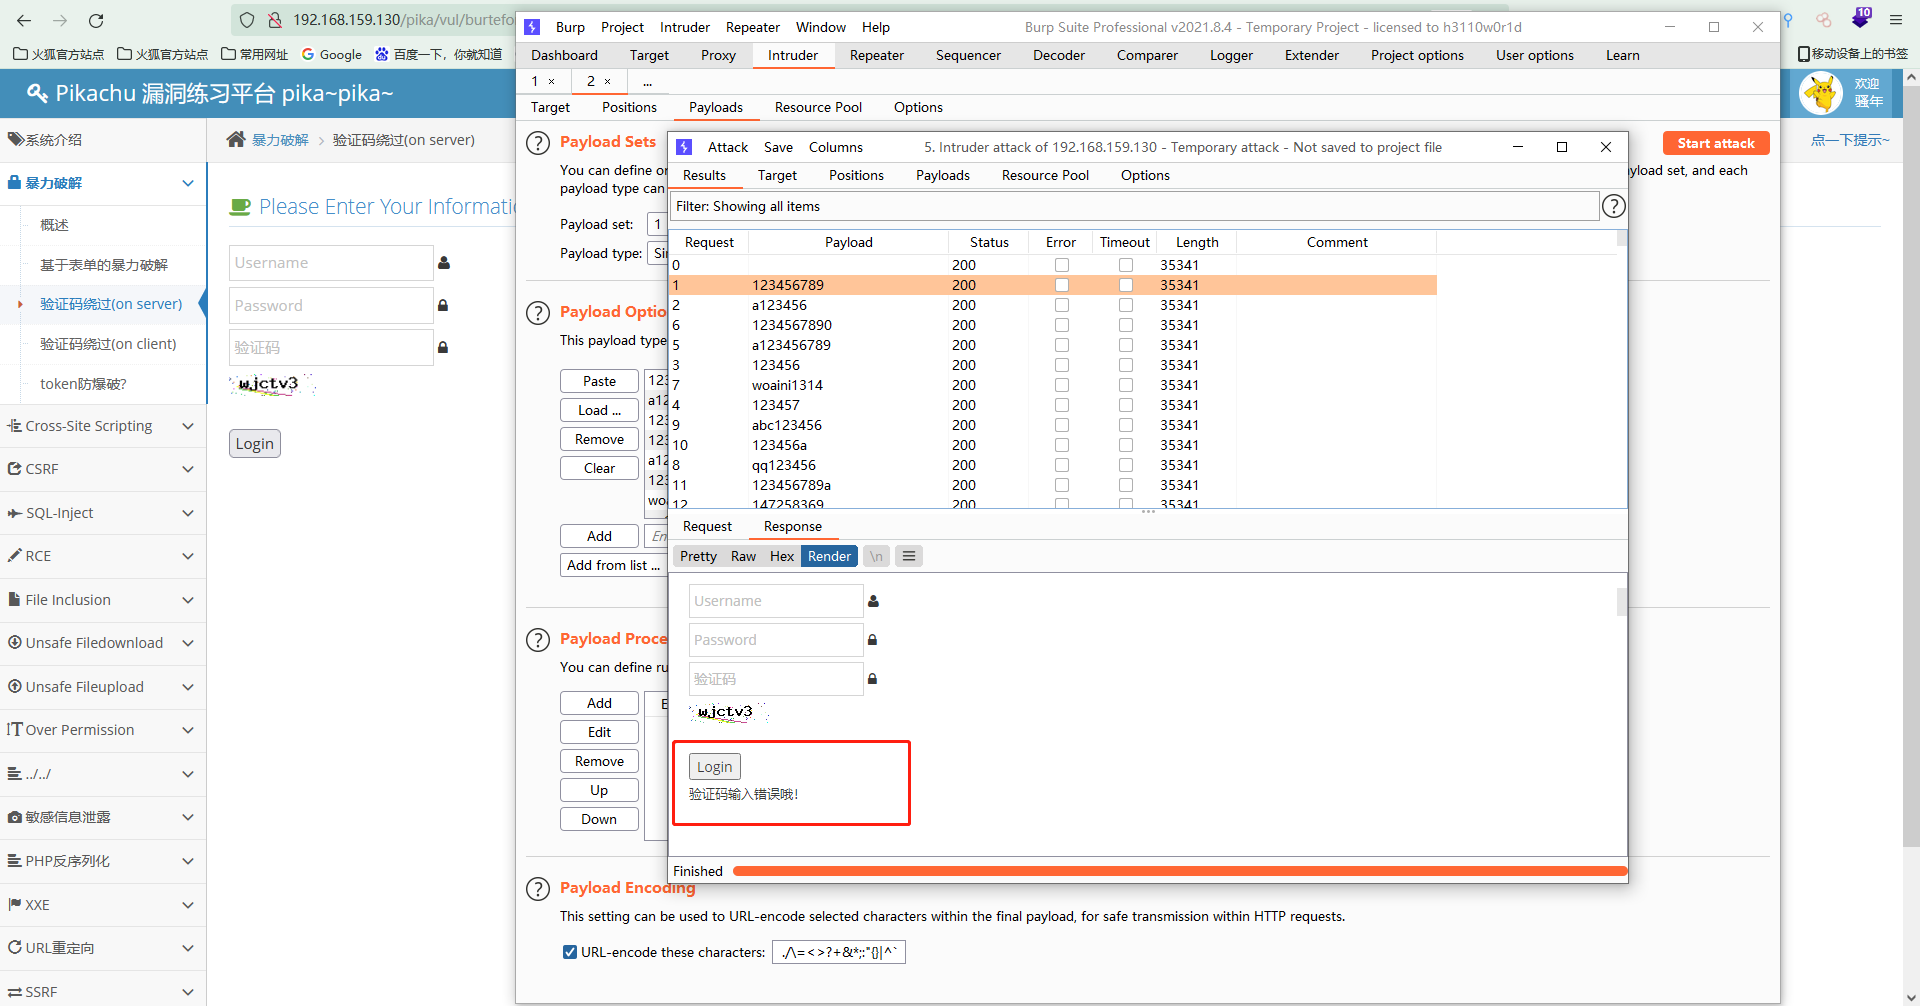 192.168.159.130/pika/vul/burtefo
火狐官方站点 火狐官方站点 常用网址 Google 百度一下，你就知道
移动设备上的书签
10
Pikachu 漏洞练习平台 pika~pika~
欢迎
骚年
系统介绍
暴力破解
概述
基于表单的暴力破解
验证码绕过(on server)
验证码绕过(on client)
token防爆破?
Cross-Site Scripting
CSRF
SQL-Inject
RCE
File Inclusion
Unsafe Filedownload
Unsafe Fileupload
Over Permission
../../
敏感信息泄露
PHP反序列化
XXE
URL重定向
SSRF
暴力破解 验证码绕过(on server)
点一下提示~
Please Enter Your Informati
Username
Password
验证码
wjctv3
Login
Burp Project Intruder Repeater Window Help
Burp Suite Professional v2021.8.4 - Temporary Project - licensed to h3110w0r1d
Dashboard Target Proxy Intruder Repeater Sequencer Decoder Comparer Logger Extender Project options User options Learn
1 × 2 × ...
Target Positions Payloads Resource Pool Options
? Payload Sets
Start attack
You can define or
yload set, and each
payload type can
Payload set: 1
Payload type: Si
? Payload Optio
This payload type
Paste
Load ...
Remove
Clear
123
a12
123
123
a12
123
wo
Add En
Add from list ...
? Payload Proce
You can define ru
Add
Edit
Remove
Up
Down
E
? Payload Encoding
This setting can be used to URL-encode selected characters within the final payload, for safe transmission within HTTP requests.
URL-encode these characters: ./\=<>?+&*;:"{}|^`
Attack Save Columns
5. Intruder attack of 192.168.159.130 - Temporary attack - Not saved to project file
Results Target Positions Payloads Resource Pool Options
Filter: Showing all items ?
Request Payload Status Error Timeout Length Comment
0 200 35341
1 123456789 200 35341
2 a123456 200 35341
6 1234567890 200 35341
5 a123456789 200 35341
3 123456 200 35341
7 woaini1314 200 35341
4 123457 200 35341
9 abc123456 200 35341
10 123456a 200 35341
8 qq123456 200 35341
11 123456789a 200 35341
12 147258369 200 35341
Request Response
Pretty Raw Hex Render \n
Username
Password
验证码
wjctv3
Login
验证码输入错误哦!
Finished